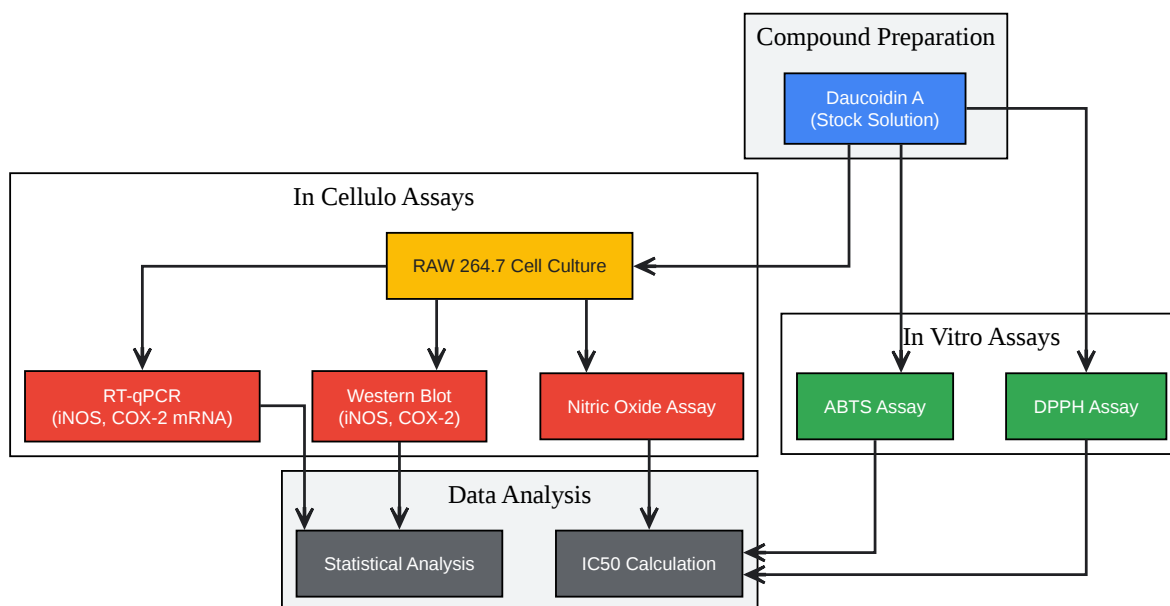 Compound Preparation
Daucoidin A
(Stock Solution)
In Cellulo Assays
RAW 264.7 Cell Culture
In Vitro Assays
RT-qPCR
(iNOS, COX-2 mRNA)
Western Blot
(iNOS, COX-2)
Nitric Oxide Assay
ABTS Assay
DPPH Assay
Data Analysis
Statistical Analysis
IC50 Calculation